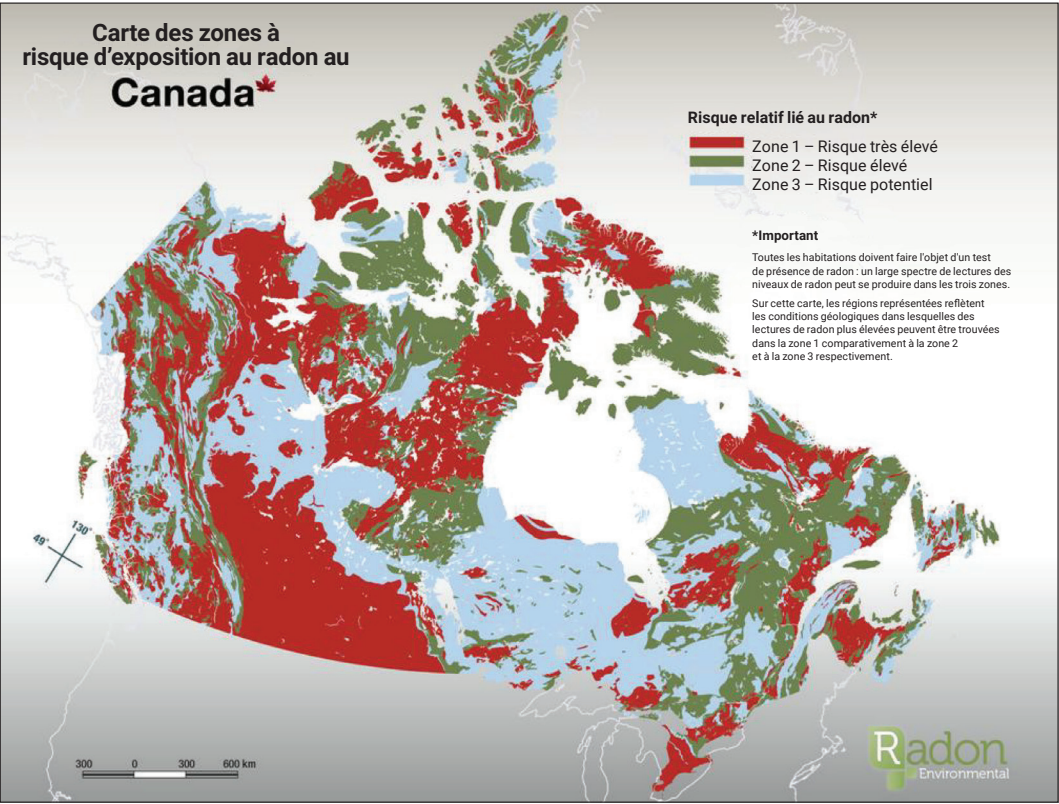 Carte des zones à
risque d'exposition au radon au
Canada
Risque relatif lié au radon*
Zone 1 – Risque très élevé
Zone 2 – Risque élevé
Zone 3 – Risque potentiel
*Important
Toutes les habitations doivent faire l'objet d'un test
de présence de radon : un large spectre de lectures des
niveaux de radon peut se produire dans les trois zones.
Sur cette carte, les régions représentées reflètent
les conditions géologiques dans lesquelles des
lectures de radon plus élevées peuvent être trouvées
dans la zone 1 comparativement à la zone 2
et à la zone 3 respectivement.
130°
49°
300 0 300 600 km
Radon
Environmental